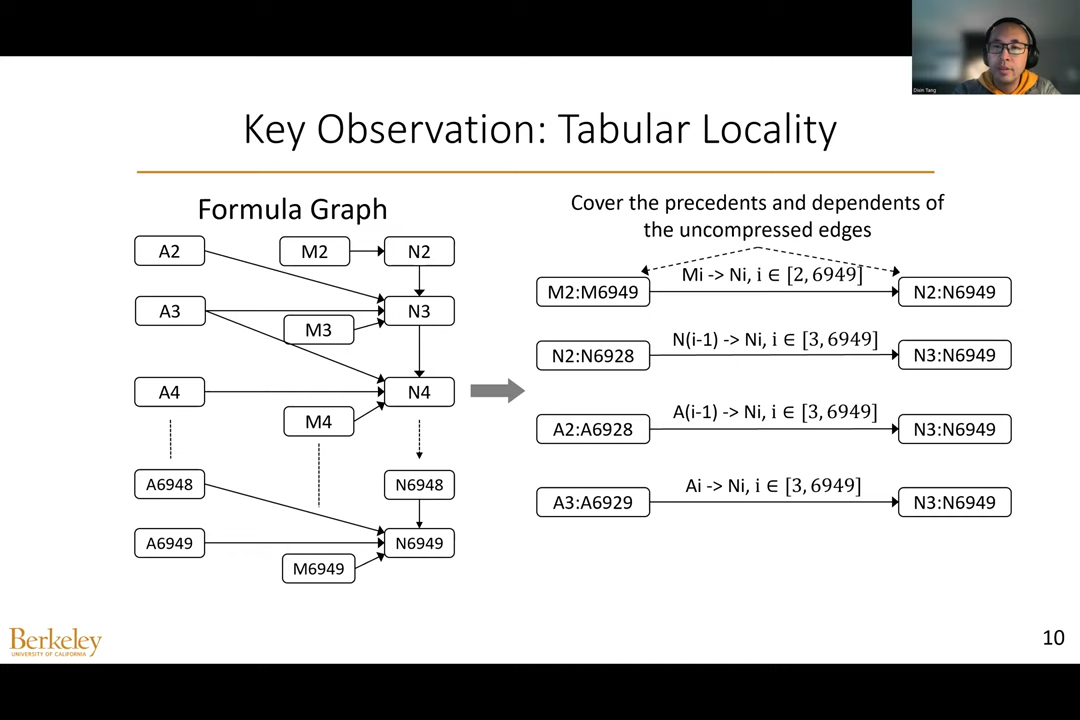 Dixin Tang
Key Observation: Tabular Locality
Formula Graph
A2
M2
N2
A3
M3
N3
A4
M4
N4
A6948
N6948
A6949
M6949
N6949
Cover the precedents and dependents of
the uncompressed edges
M2:M6949
Mi -> Ni, i ∈ [2, 6949]
N2:N6949
N2:N6928
N(i-1) -> Ni, i ∈ [3, 6949]
N3:N6949
A2:A6928
A(i-1) -> Ni, i ∈ [3, 6949]
N3:N6949
A3:A6929
Ai -> Ni, i ∈ [3, 6949]
N3:N6949
Berkeley
UNIVERSITY OF CALIFORNIA
10